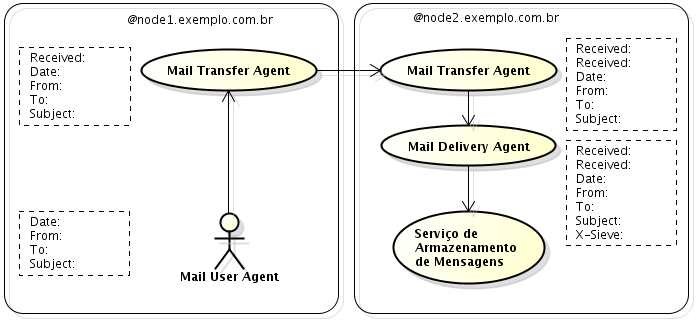 @node1.exemplo.com.br
Received:
Date:
From:
To:
Subject:
Mail Transfer Agent
Date:
From:
To:
Subject:
Mail User Agent
@node2.exemplo.com.br
Mail Transfer Agent
Received:
Received:
Date:
From:
To:
Subject:
Mail Delivery Agent
Received:
Received:
Date:
From:
To:
Subject:
X-Sieve:
Serviço de
Armazenamento
de Mensagens